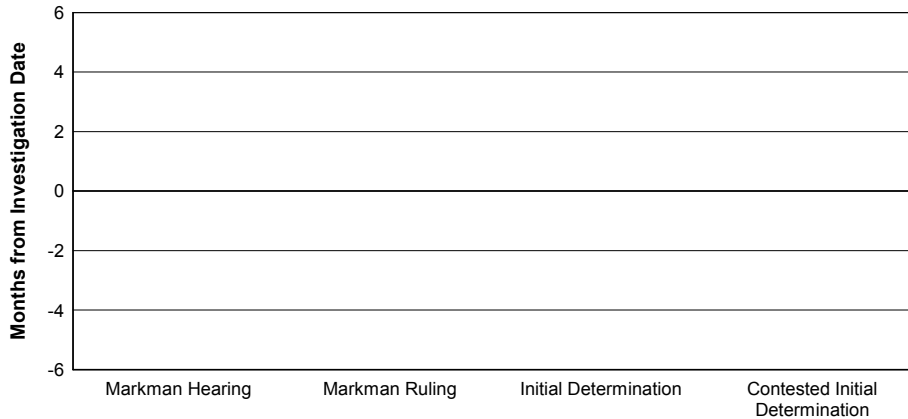 Months from Investigation Date
6
4
2
0
-2
-4
-6
Markman Hearing
Markman Ruling
Initial Determination
Contested Initial
Determination